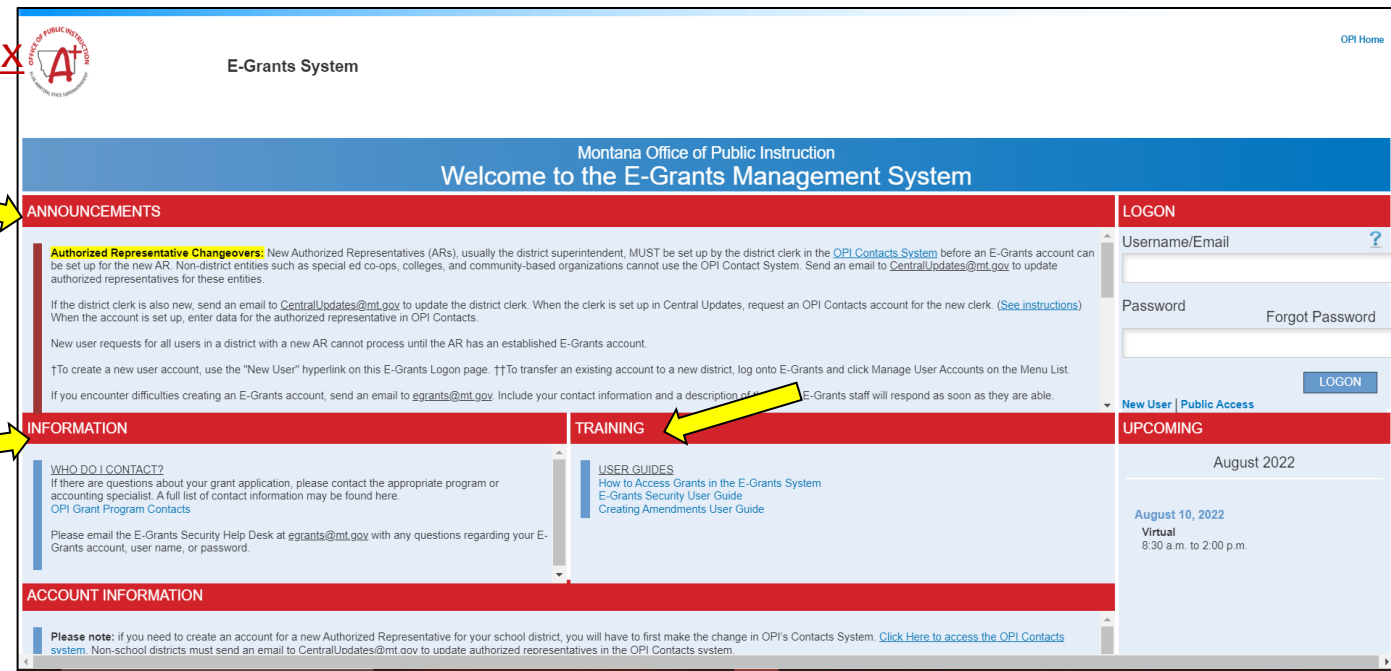 OPI Home
x
OFFICE OF PUBLIC INSTRUCTION
A+
STATE SUPERINTENDENT
E-Grants System
Montana Office of Public Instruction
Welcome to the E-Grants Management System
ANNOUNCEMENTS
Authorized Representative Changeovers: New Authorized Representatives (ARs), usually the district superintendent, MUST be set up by the district clerk in the OPI Contacts System before an E-Grants account can
be set up for the new AR. Non-district entities such as special ed co-ops, colleges, and community-based organizations cannot use the OPI Contact System. Send an email to CentralUpdates@mt.gov to update
authorized representatives for these entities.
If the district clerk is also new, send an email to CentralUpdates@mt.gov to update the district clerk. When the clerk is set up in Central Updates, request an OPI Contacts account for the new clerk. (See instructions)
When the account is set up, enter data for the authorized representative in OPI Contacts.
New user requests for all users in a district with a new AR cannot process until the AR has an established E-Grants account.
†To create a new user account, use the "New User" hyperlink on this E-Grants Logon page. ††To transfer an existing account to a new district, log onto E-Grants and click Manage User Accounts on the Menu List.
If you encounter difficulties creating an E-Grants account, send an email to egrants@mt.gov. Include your contact information and a description of E-Grants staff will respond as soon as they are able.
LOGON
Username/Email ?
Password
Forgot Password
LOGON
New User | Public Access
INFORMATION
WHO DO I CONTACT?
If there are questions about your grant application, please contact the appropriate program or
accounting specialist. A full list of contact information may be found here.
OPI Grant Program Contacts
Please email the E-Grants Security Help Desk at egrants@mt.gov with any questions regarding your E-
Grants account, user name, or password.
TRAINING
USER GUIDES
How to Access Grants in the E-Grants System
E-Grants Security User Guide
Creating Amendments User Guide
UPCOMING
August 2022
August 10, 2022
Virtual
8:30 a.m. to 2:00 p.m.
ACCOUNT INFORMATION
Please note: if you need to create an account for a new Authorized Representative for your school district, you will have to first make the change in OPI's Contacts System. Click Here to access the OPI Contacts
system. Non-school districts must send an email to CentralUpdates@mt.gov to update authorized representatives in the OPI Contacts system.